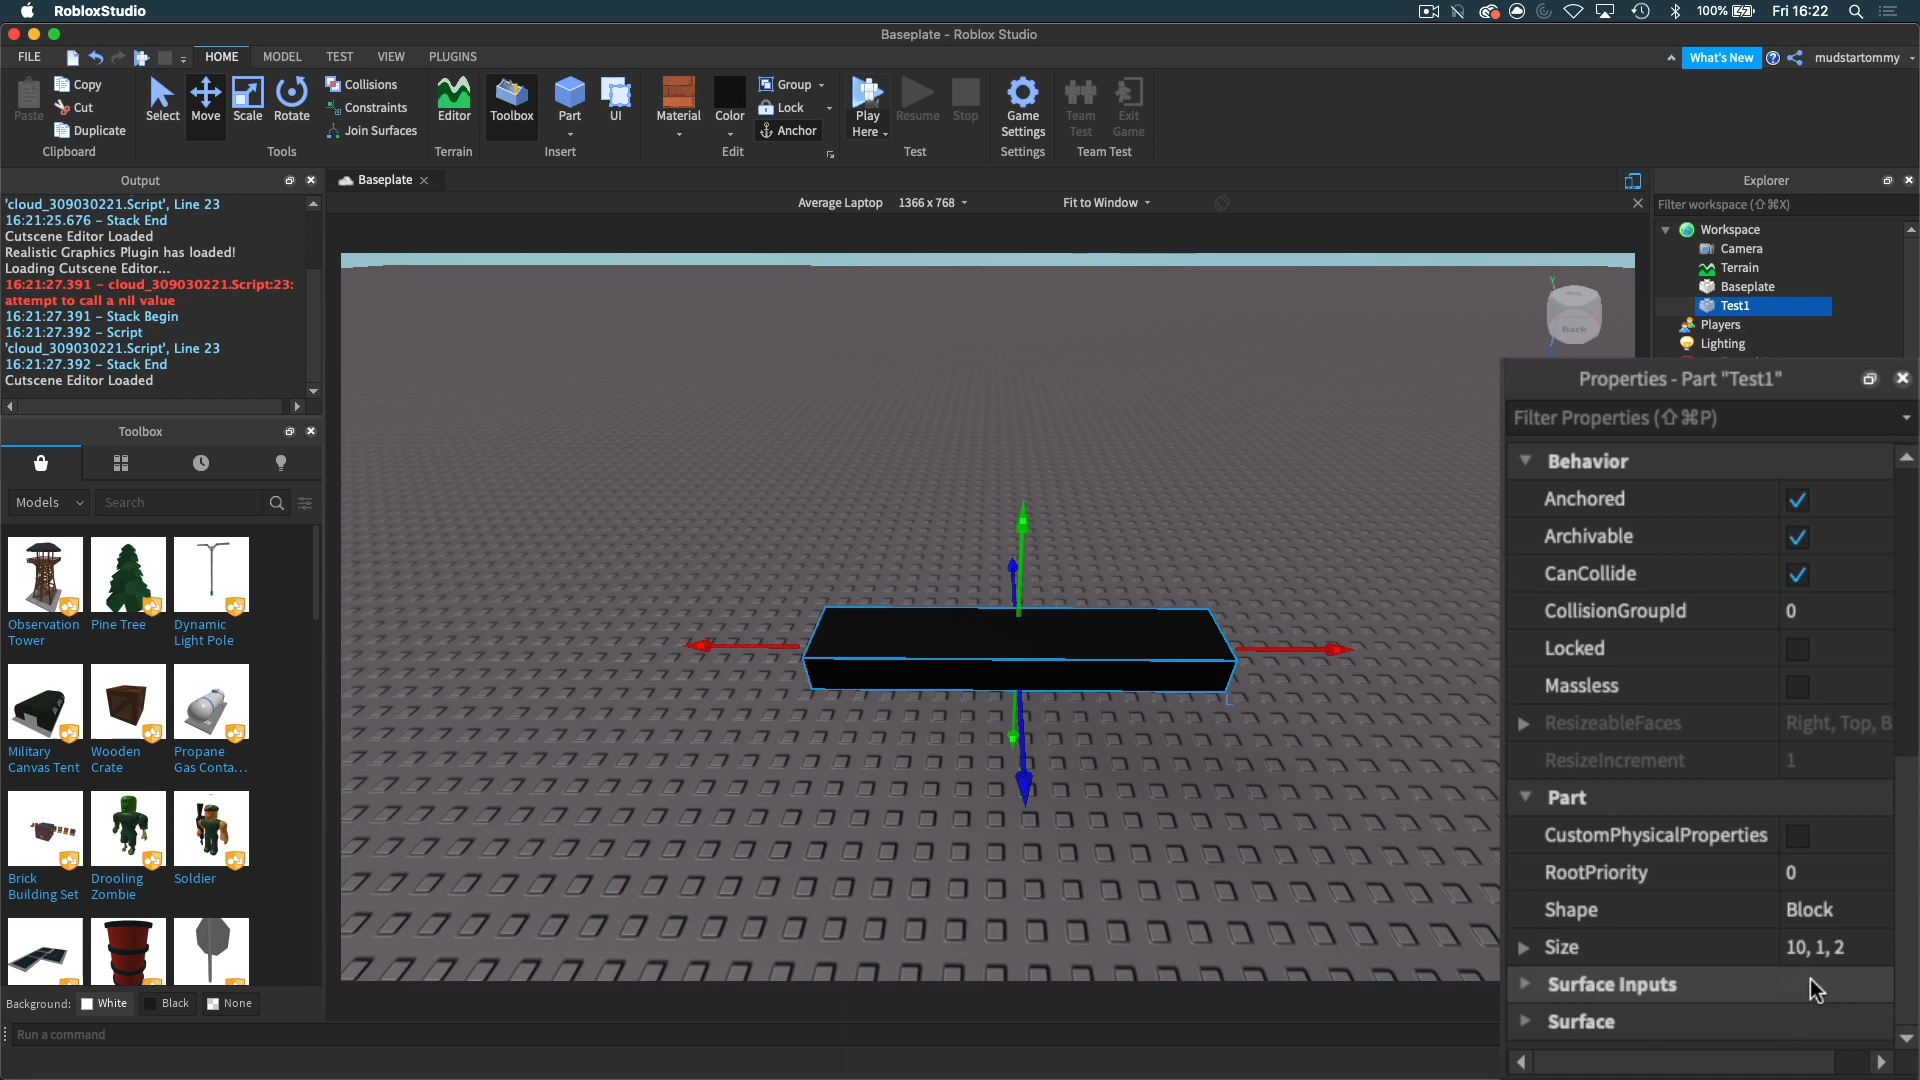 RobloxStudio
100%
Fri 16:22
Baseplate - Roblox Studio
FILE
HOME
MODEL
TEST
VIEW
PLUGINS
What's New
mudstartommy
Paste
Copy
Cut
Duplicate
Clipboard
Select
Move
Scale
Rotate
Collisions
Constraints
Join Surfaces
Tools
Editor
Terrain
Toolbox
Part
UI
Insert
Material
Color
Group
Lock
Anchor
Edit
Play
Here
Resume
Stop
Test
Game
Settings
Settings
Team
Test
Exit
Game
Team Test
Output
'cloud_309030221.Script', Line 23
16:21:25.676 - Stack End
Cutscene Editor Loaded
Realistic Graphics Plugin has loaded!
Loading Cutscene Editor...
16:21:27.391 - cloud_309030221.Script:23:
attempt to call a nil value
16:21:27.391 - Stack Begin
16:21:27.392 - Script
'cloud_309030221.Script', Line 23
16:21:27.392 - Stack End
Cutscene Editor Loaded
Toolbox
Models
Search
Observation
Tower
Pine Tree
Dynamic
Light Pole
Military
Canvas Tent
Wooden
Crate
Propane
Gas Conta...
Brick
Building Set
Drooling
Zombie
Soldier
Background:
White
Black
None
Run a command
Baseplate
Average Laptop
1366 x 768
Fit to Window
Y
Back
Explorer
Filter workspace (⇧⌘X)
Workspace
Camera
Terrain
Baseplate
Test1
Players
Lighting
Properties - Part "Test1"
Filter Properties (⇧⌘P)
Behavior
Anchored
Archivable
CanCollide
CollisionGroupId 0
Locked
Massless
ResizeableFaces Right, Top, B
ResizeIncrement 1
Part
CustomPhysicalProperties
RootPriority 0
Shape Block
Size 10, 1, 2
Surface Inputs
Surface